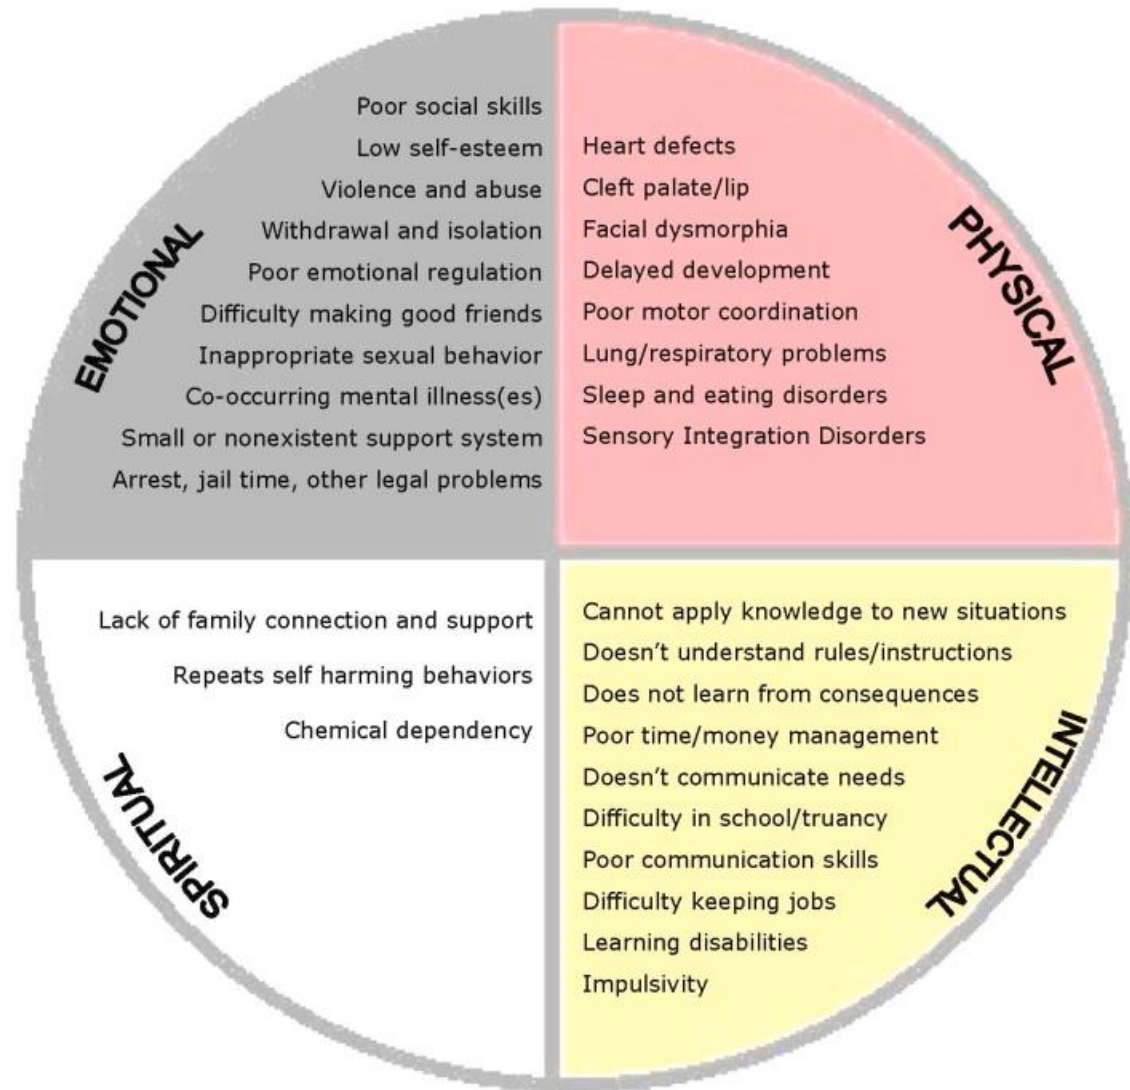 EMOTIONAL
Poor social skills
Low self-esteem
Violence and abuse
Withdrawal and isolation
Poor emotional regulation
Difficulty making good friends
Inappropriate sexual behavior
Co-occurring mental illness(es)
Small or nonexistent support system
Arrest, jail time, other legal problems
PHYSICAL
Heart defects
Cleft palate/lip
Facial dysmorphia
Delayed development
Poor motor coordination
Lung/respiratory problems
Sleep and eating disorders
Sensory Integration Disorders
SPIRITUAL
Lack of family connection and support
Repeats self harming behaviors
Chemical dependency
INTELLECTUAL
Cannot apply knowledge to new situations
Doesn’t understand rules/instructions
Does not learn from consequences
Poor time/money management
Doesn’t communicate needs
Difficulty in school/truancy
Poor communication skills
Difficulty keeping jobs
Learning disabilities
Impulsivity